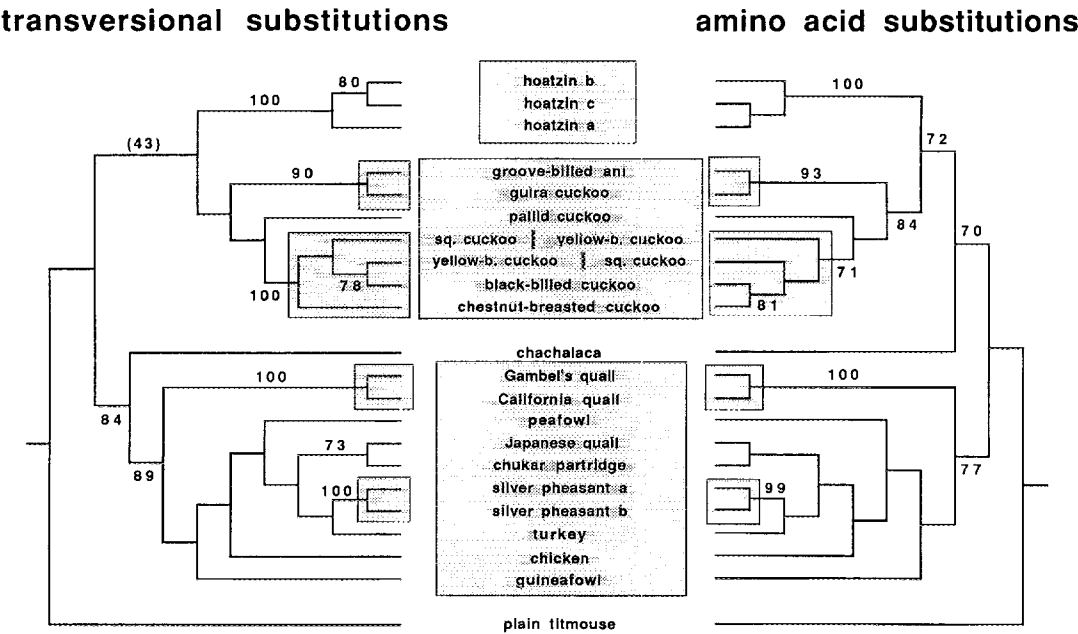 transversional substitutions
amino acid substitutions
hoatzin b
hoatzin c
hoatzin a
groove-billed ani
guira cuckoo
pallid cuckoo
sq. cuckoo | yellow-b. cuckoo
yellow-b. cuckoo | sq. cuckoo
black-billed cuckoo
chestnut-breasted cuckoo
chachalaca
Gambel's quail
California quail
peafowl
Japanese quail
chukar partridge
silver pheasant a
silver pheasant b
turkey
chicken
guineafowl
plain titmouse
80
100
(43)
90
100
78
84
100
89
73
100
100
72
93
84
70
71
81
100
77
99